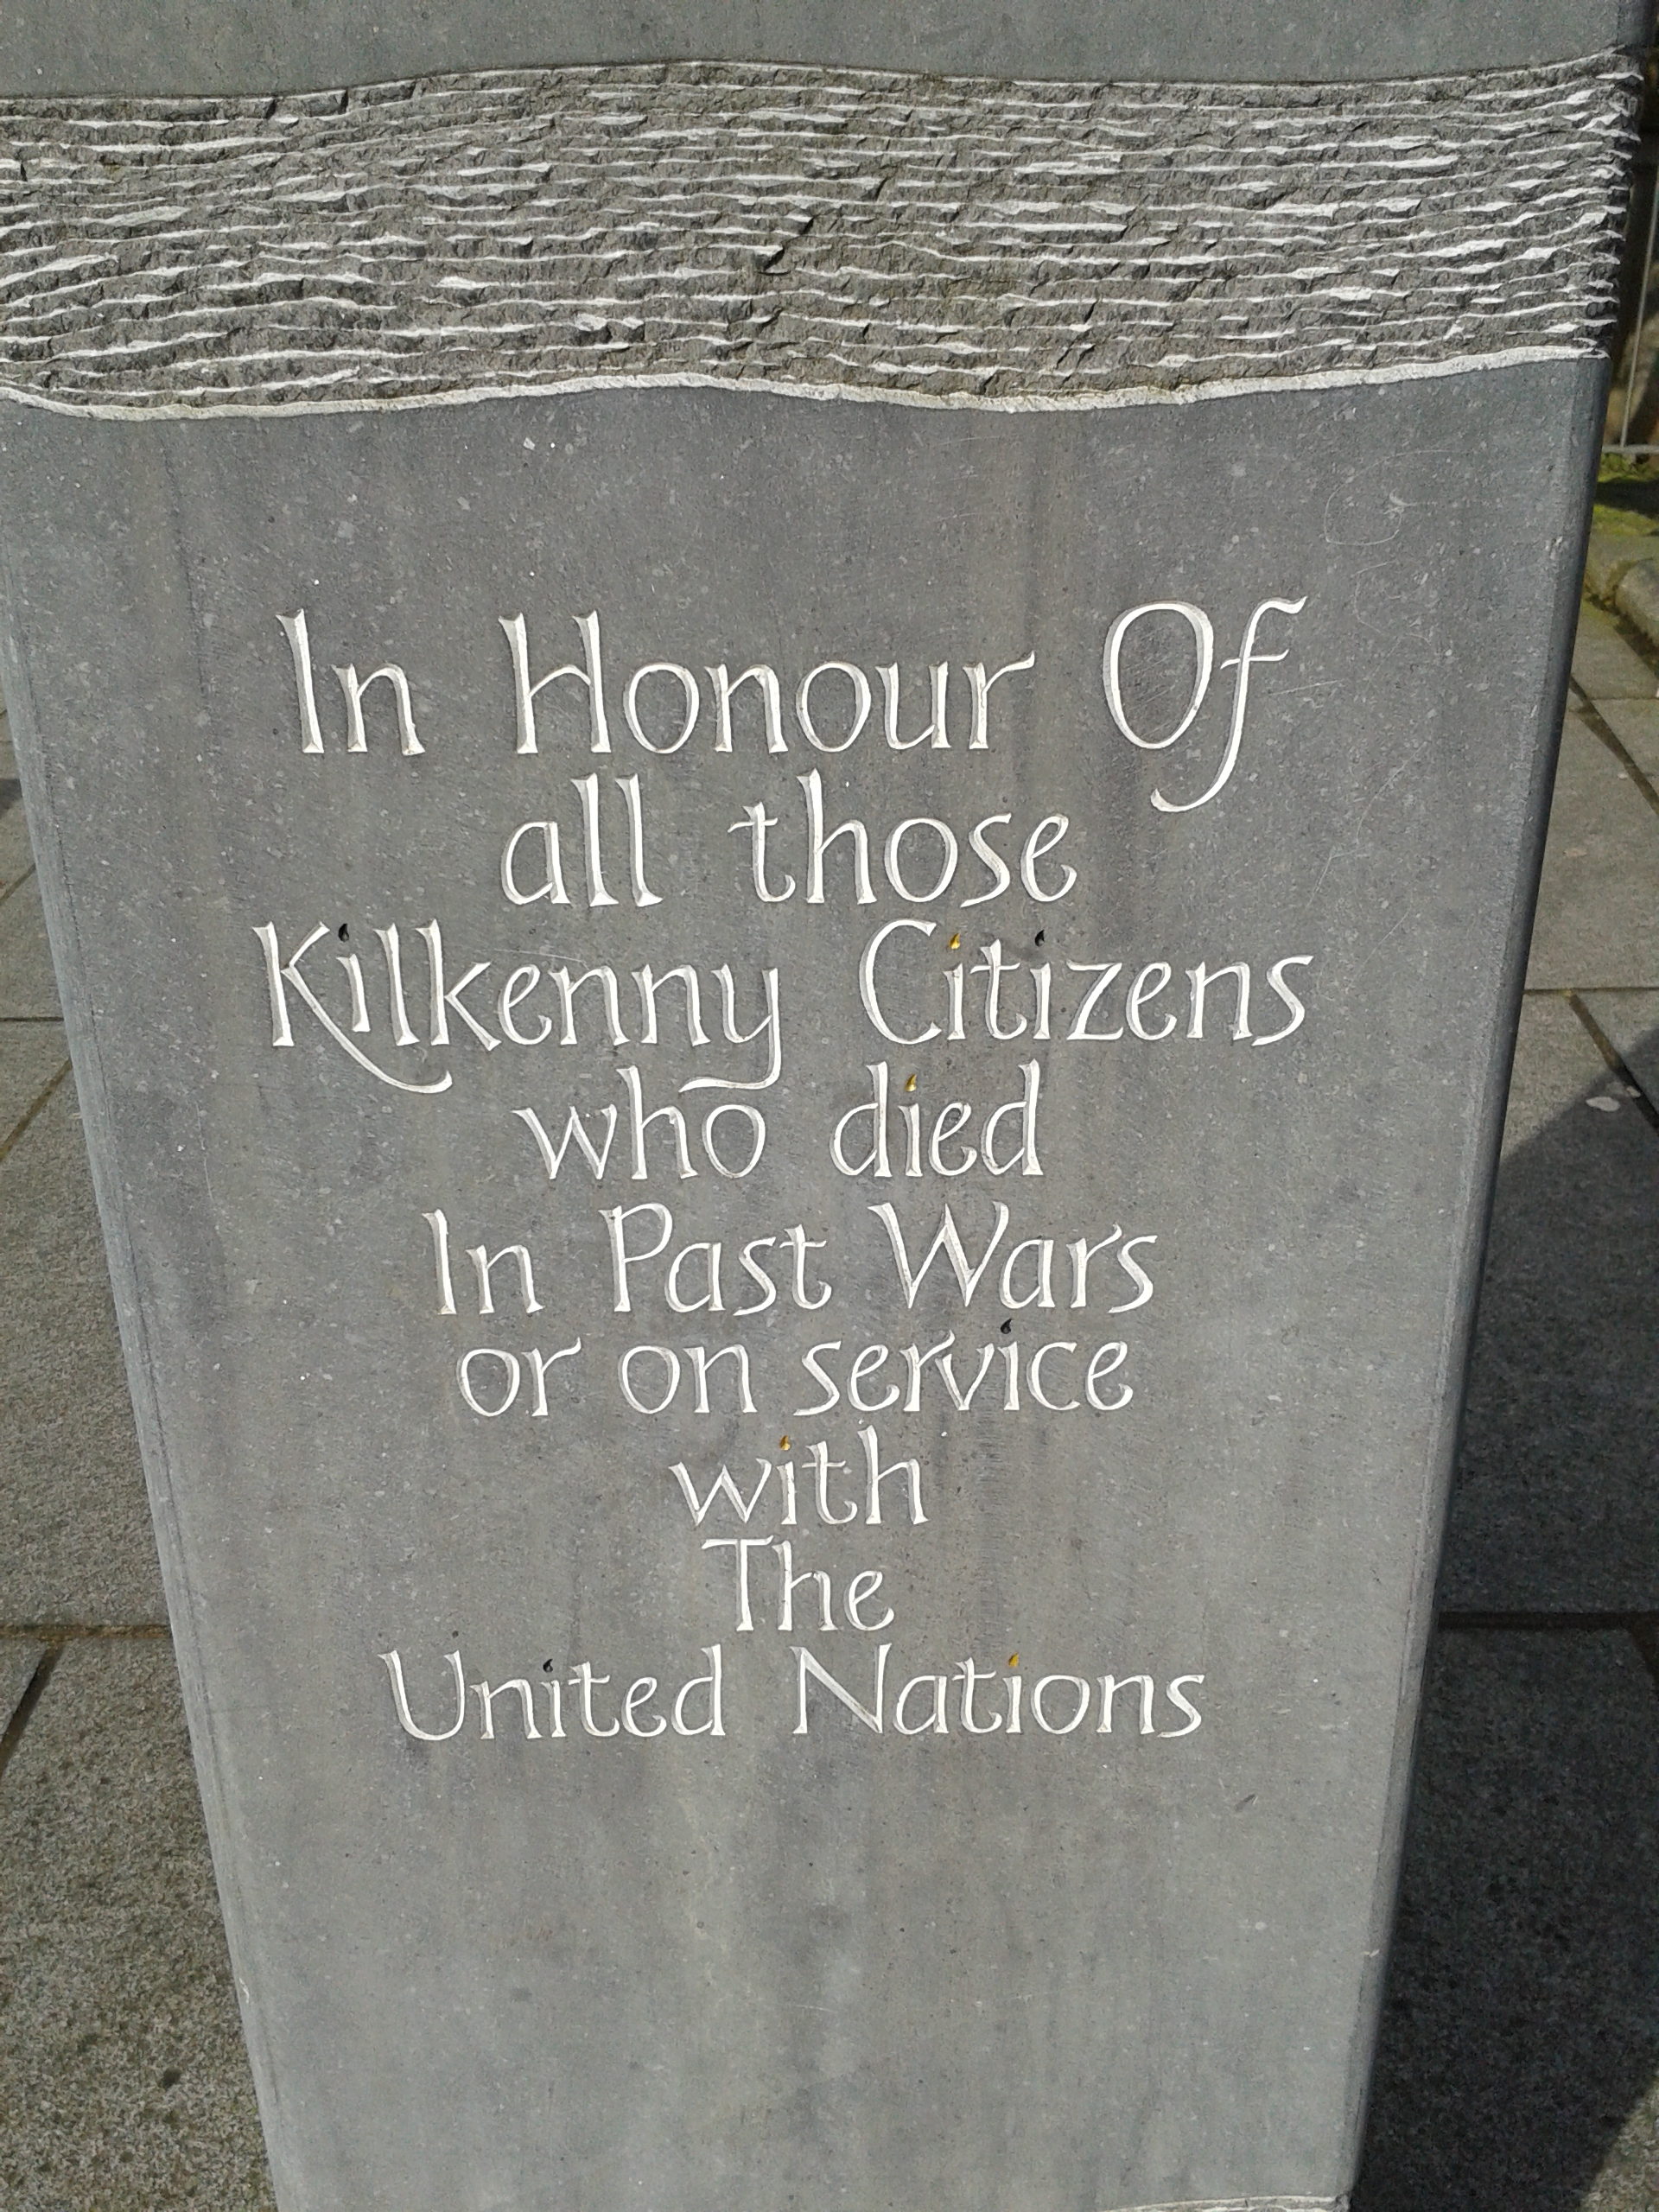 In Honour Of
all those
Kilkenny Citizens
who died
In Past Wars
or on service
with
The
United Nations